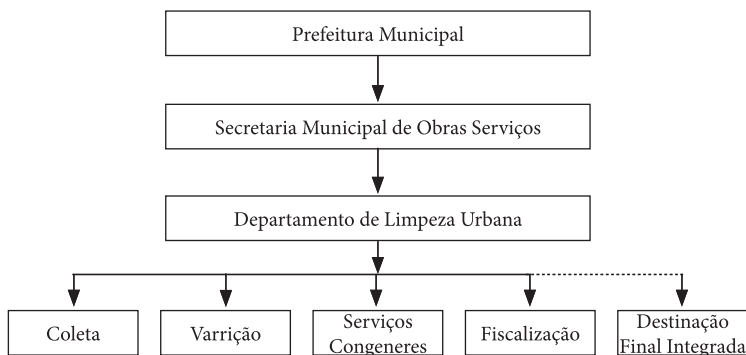 Prefeitura Municipal
Secretaria Municipal de Obras Serviços
Departamento de Limpeza Urbana
Coleta
Varrição
Serviços
Congeneres
Fiscalização
Destinação
Final Integrada